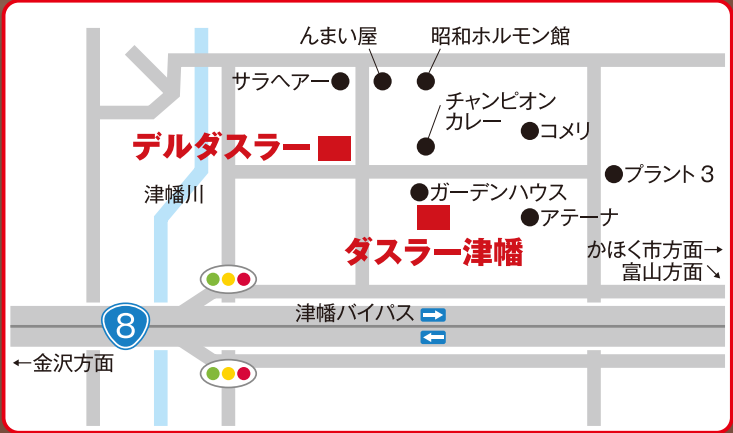 んまい屋
昭和ホルモン館
サラヘアー
チャンピオン
カレー
コメリ
デルダスラー
プラント3
津幡川
ガーデンハウス
アテーナ
ダスラー津幡
かほく市方面→
富山方面↘
津幡バイパス
8
←金沢方面